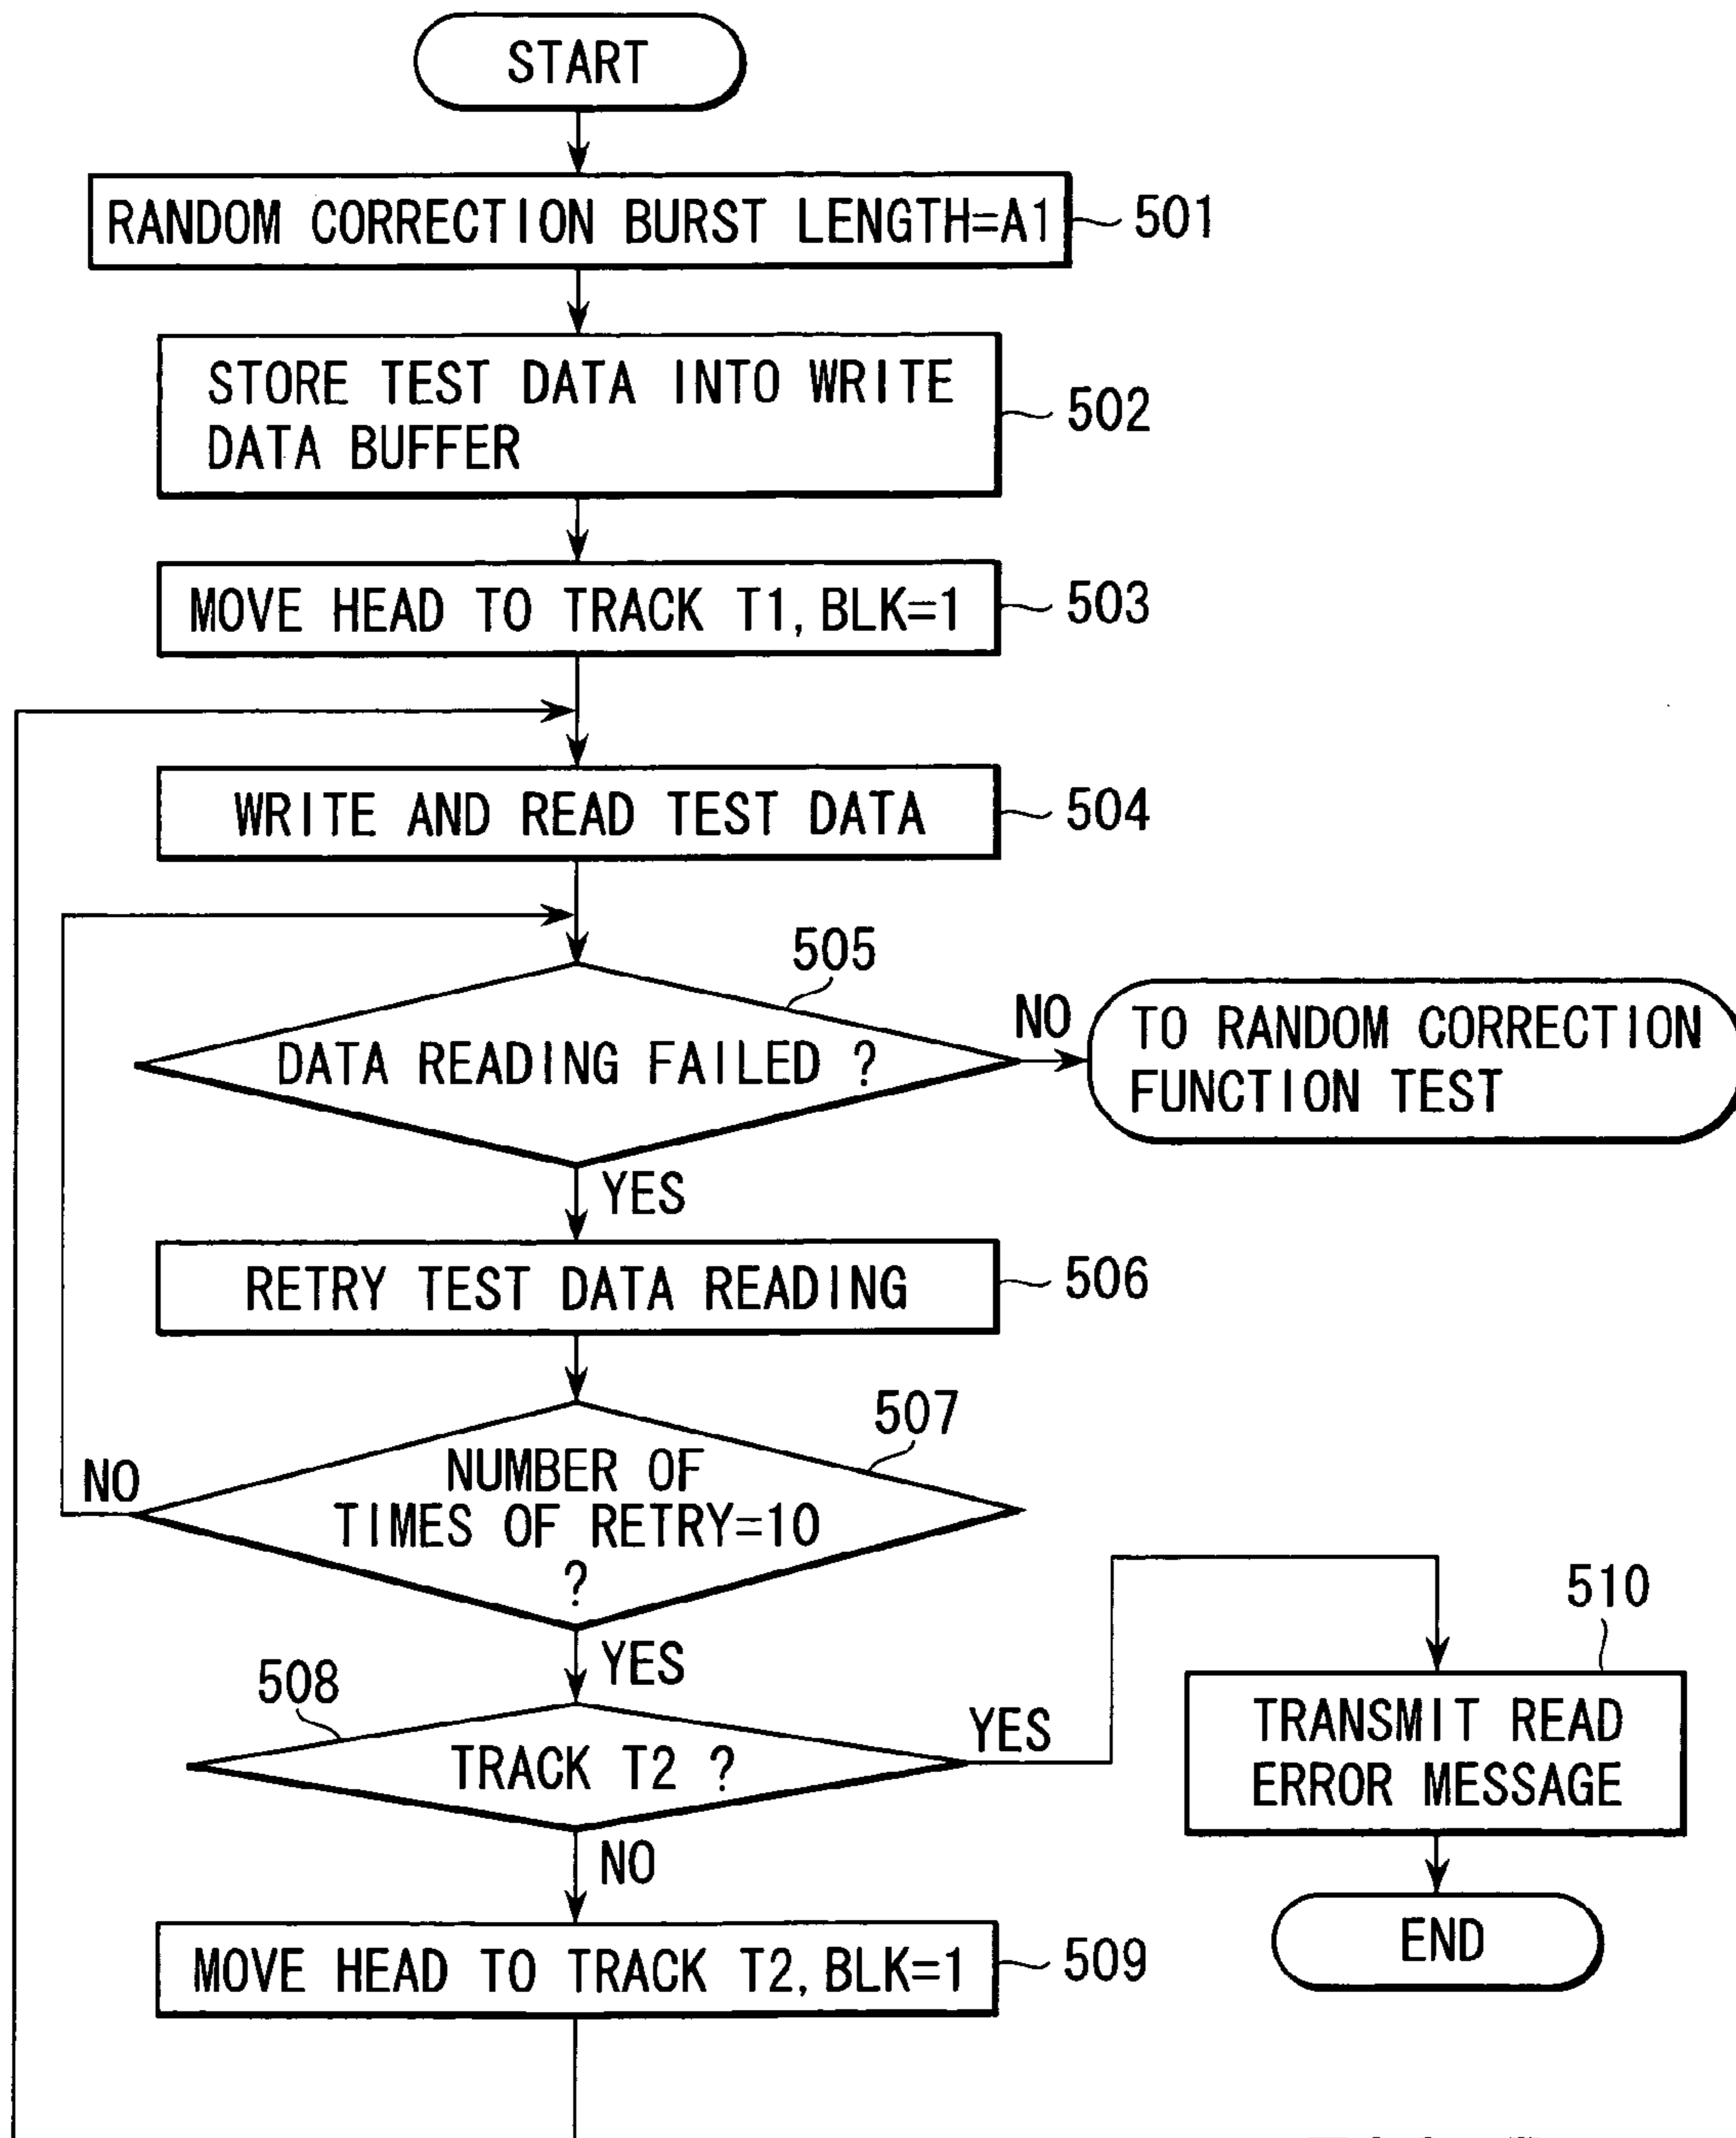 START
RANDOM CORRECTION BURST LENGTH=A1
501
STORE TEST DATA INTO WRITE
DATA BUFFER
502
MOVE HEAD TO TRACK T1, BLK=1
503
WRITE AND READ TEST DATA
504
505
DATA READING FAILED ?
NO
TO RANDOM CORRECTION
FUNCTION TEST
YES
RETRY TEST DATA READING
506
507
NUMBER OF
TIMES OF RETRY=10
?
NO
YES
508
TRACK T2 ?
YES
510
TRANSMIT READ
ERROR MESSAGE
NO
END
MOVE HEAD TO TRACK T2, BLK=1
509